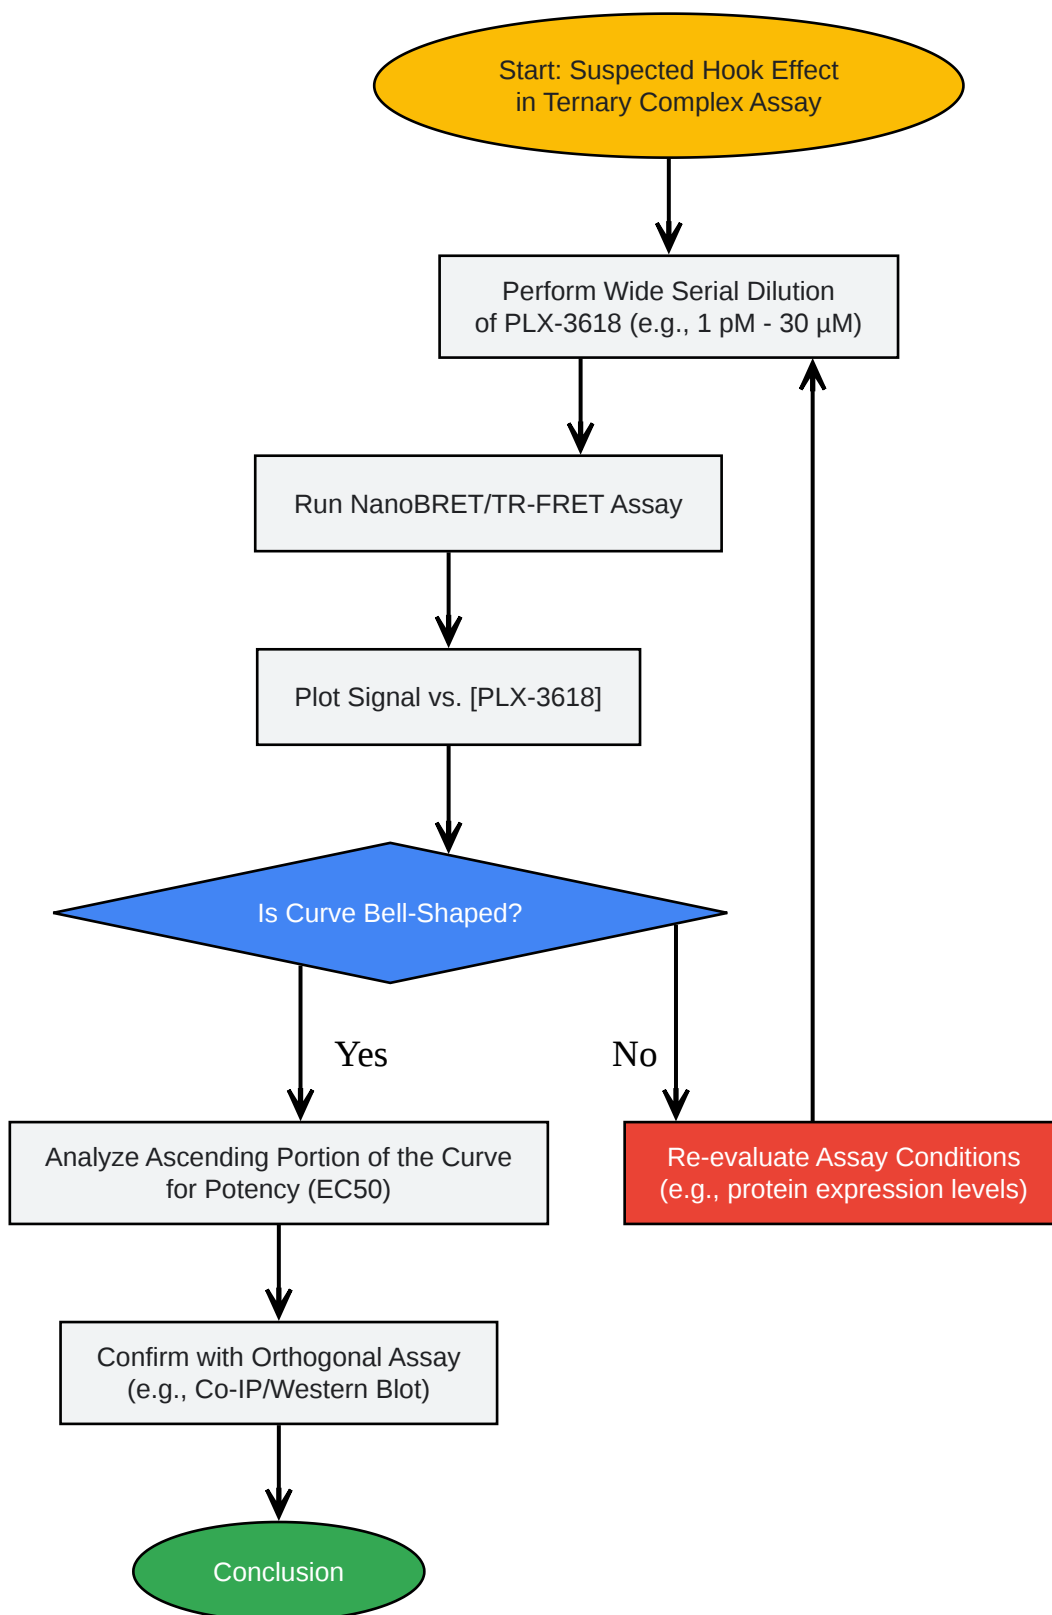 Start: Suspected Hook Effect
in Ternary Complex Assay
Perform Wide Serial Dilution
of PLX-3618 (e.g., 1 pM - 30 µM)
Run NanoBRET/TR-FRET Assay
Plot Signal vs. [PLX-3618]
Is Curve Bell-Shaped?
Yes
No
Analyze Ascending Portion of the Curve
for Potency (EC50)
Re-evaluate Assay Conditions
(e.g., protein expression levels)
Confirm with Orthogonal Assay
(e.g., Co-IP/Western Blot)
Conclusion